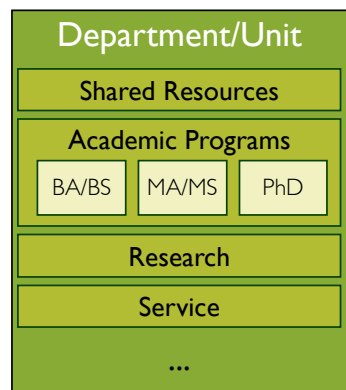 Department/Unit
Shared Resources
Academic Programs
BA/BS MA/MS PhD
Research
Service
...